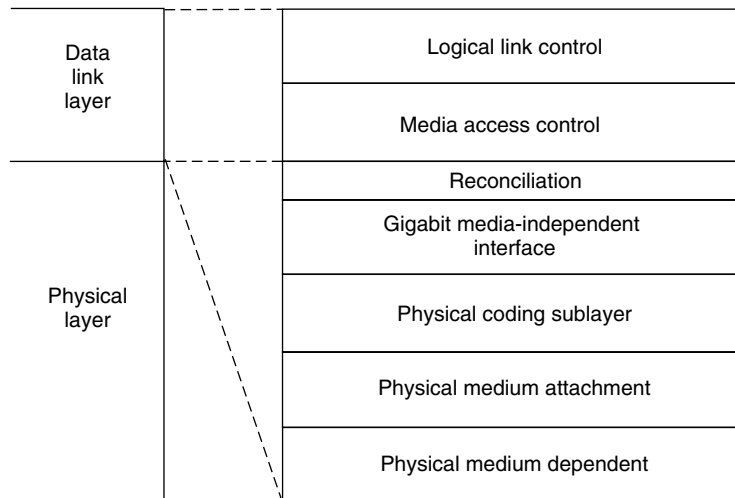 Data
link
layer
Logical link control
Media access control
Physical
layer
Reconciliation
Gigabit media-independent
interface
Physical coding sublayer
Physical medium attachment
Physical medium dependent